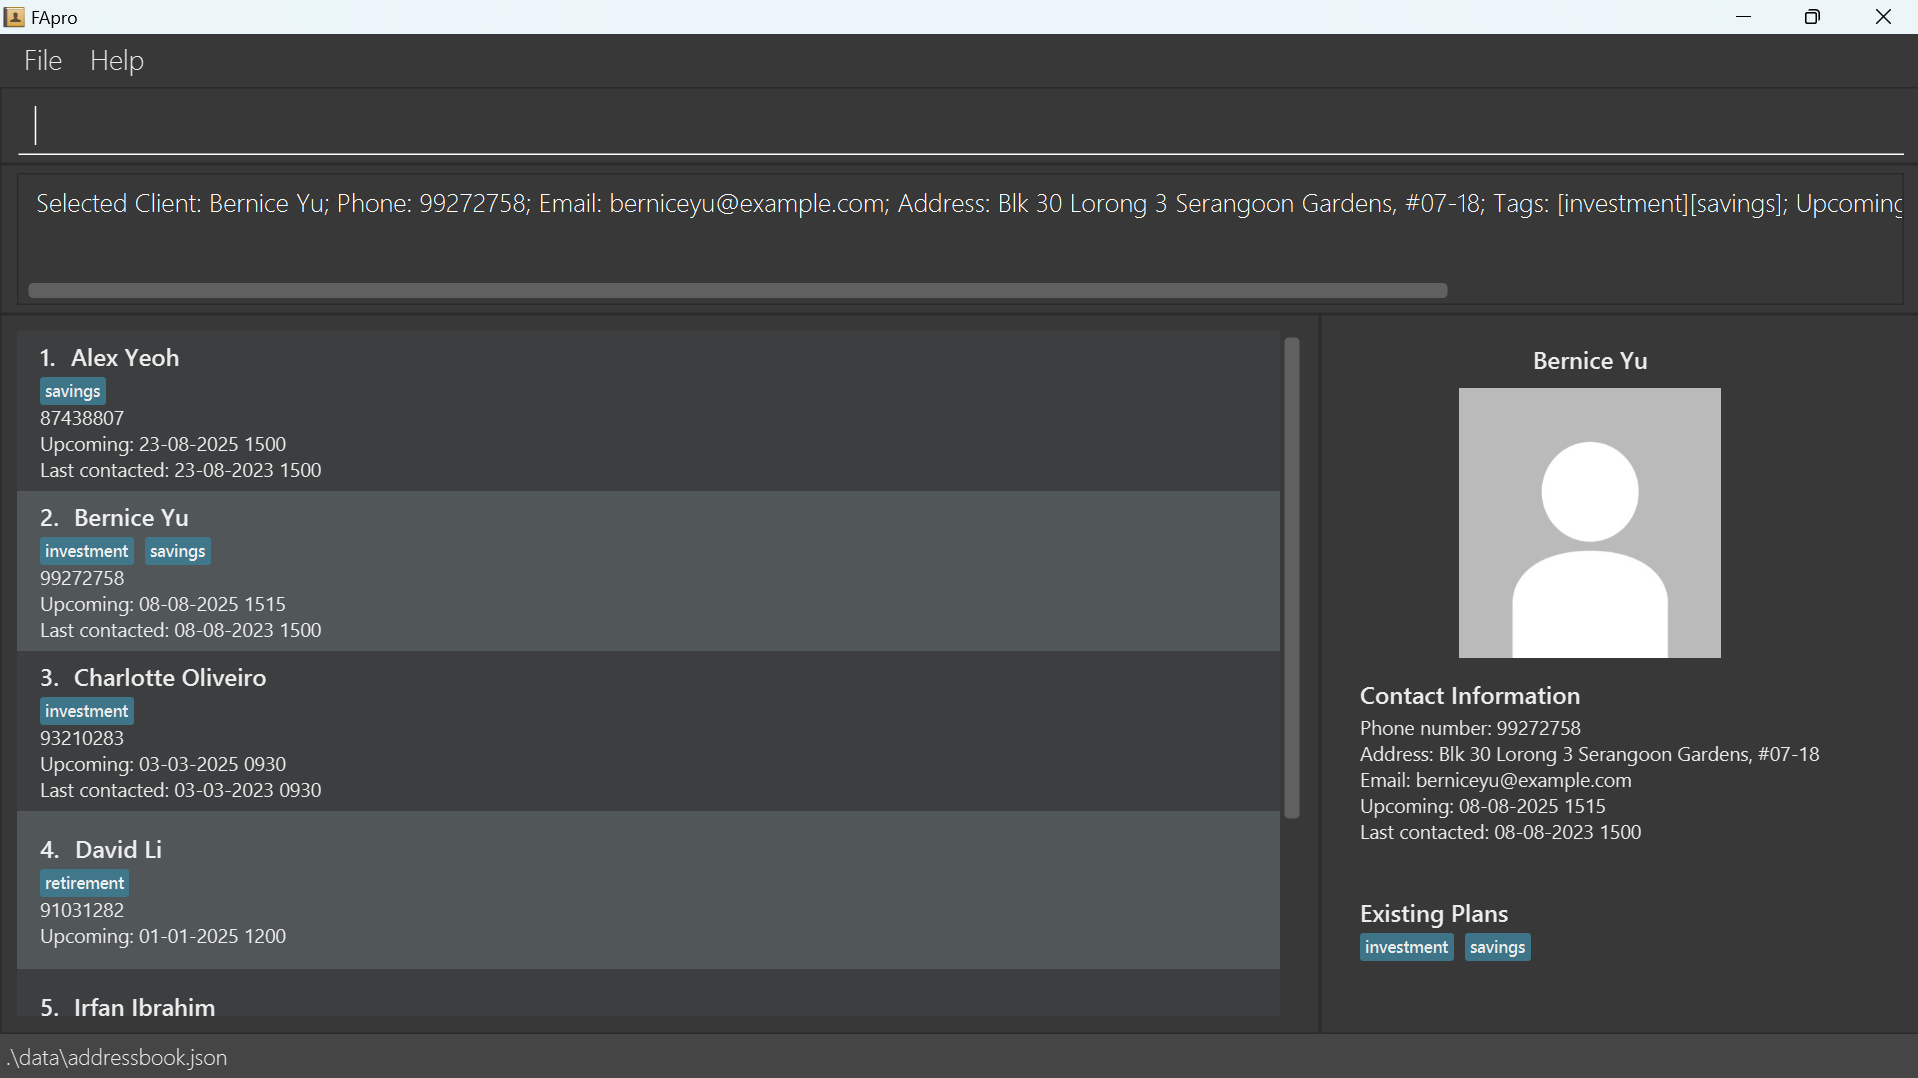 FApro
File Help
Selected Client: Bernice Yu; Phone: 99272758; Email: berniceyu@example.com; Address: Blk 30 Lorong 3 Serangoon Gardens, #07-18; Tags: [investment][savings]; Upcoming
1. Alex Yeoh
savings
87438807
Upcoming: 23-08-2025 1500
Last contacted: 23-08-2023 1500
2. Bernice Yu
investment savings
99272758
Upcoming: 08-08-2025 1515
Last contacted: 08-08-2023 1500
3. Charlotte Oliveiro
investment
93210283
Upcoming: 03-03-2025 0930
Last contacted: 03-03-2023 0930
4. David Li
retirement
91031282
Upcoming: 01-01-2025 1200
5. Irfan Ibrahim
Bernice Yu
Contact Information
Phone number: 99272758
Address: Blk 30 Lorong 3 Serangoon Gardens, #07-18
Email: berniceyu@example.com
Upcoming: 08-08-2025 1515
Last contacted: 08-08-2023 1500
Existing Plans
investment savings
.\data\addressbook.json